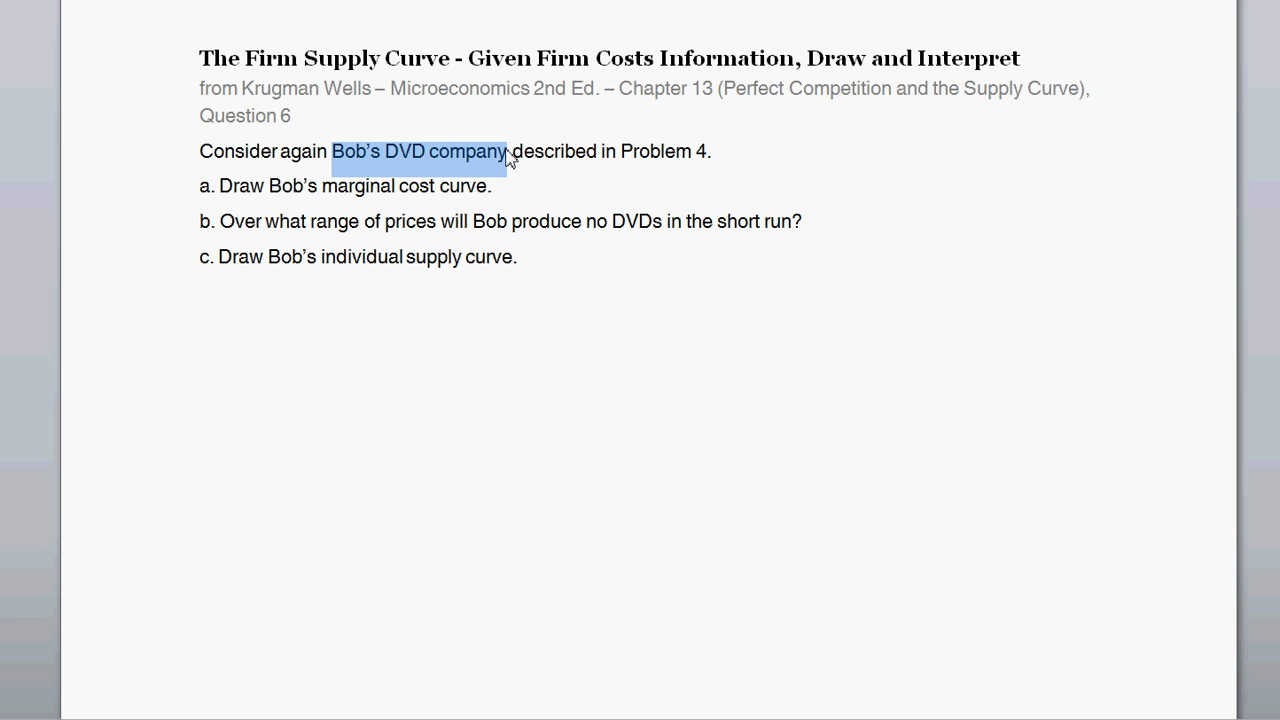 The Firm Supply Curve - Given Firm Costs Information, Draw and Interpret
from Krugman Wells – Microeconomics 2nd Ed. – Chapter 13 (Perfect Competition and the Supply Curve),
Question 6
Consider again Bob’s DVD company described in Problem 4.
a. Draw Bob’s marginal cost curve.
b. Over what range of prices will Bob produce no DVDs in the short run?
c. Draw Bob’s individual supply curve.